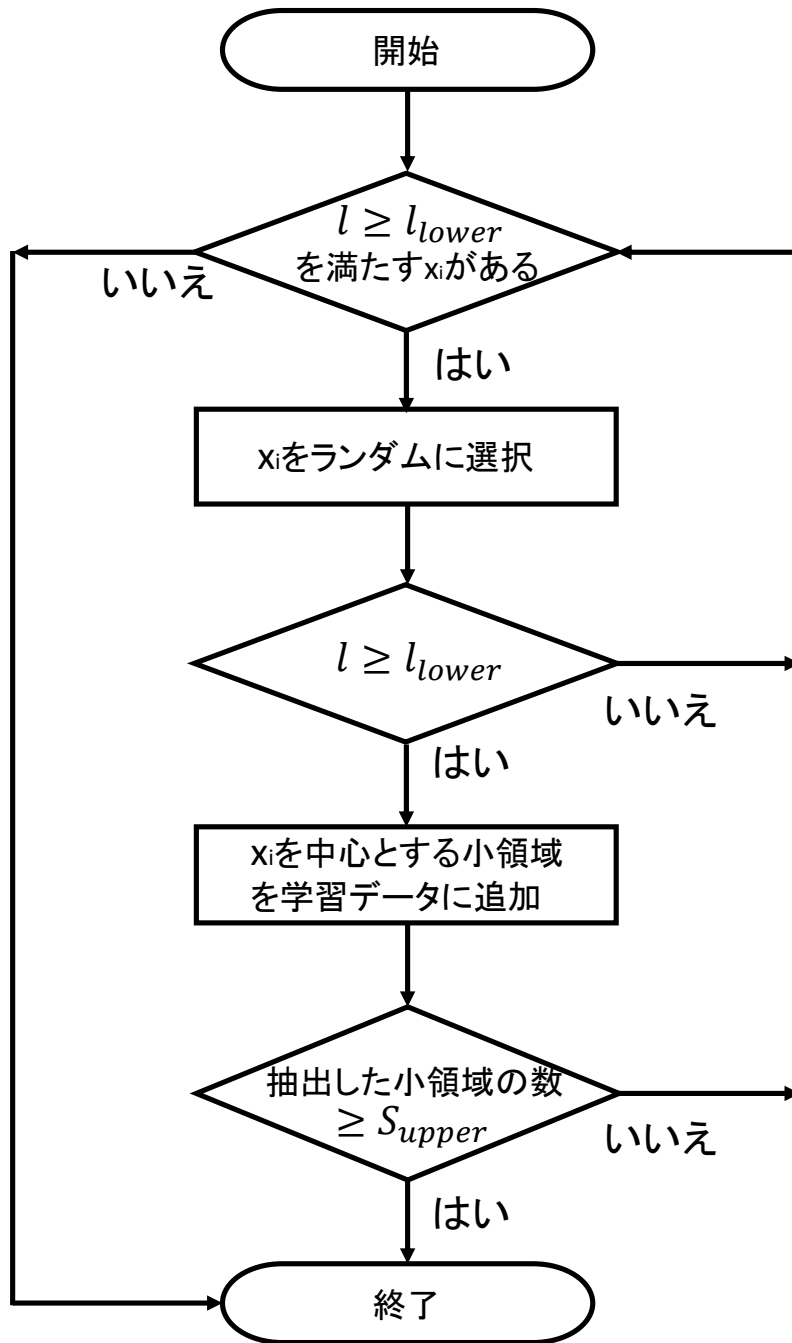 開始
l ≥ l_lower
を満たすxiがある
いいえ
はい
xiをランダムに選択
l ≥ l_lower
いいえ
はい
xiを中心とする小領域
を学習データに追加
抽出した小領域の数
≥ S_upper
いいえ
はい
終了